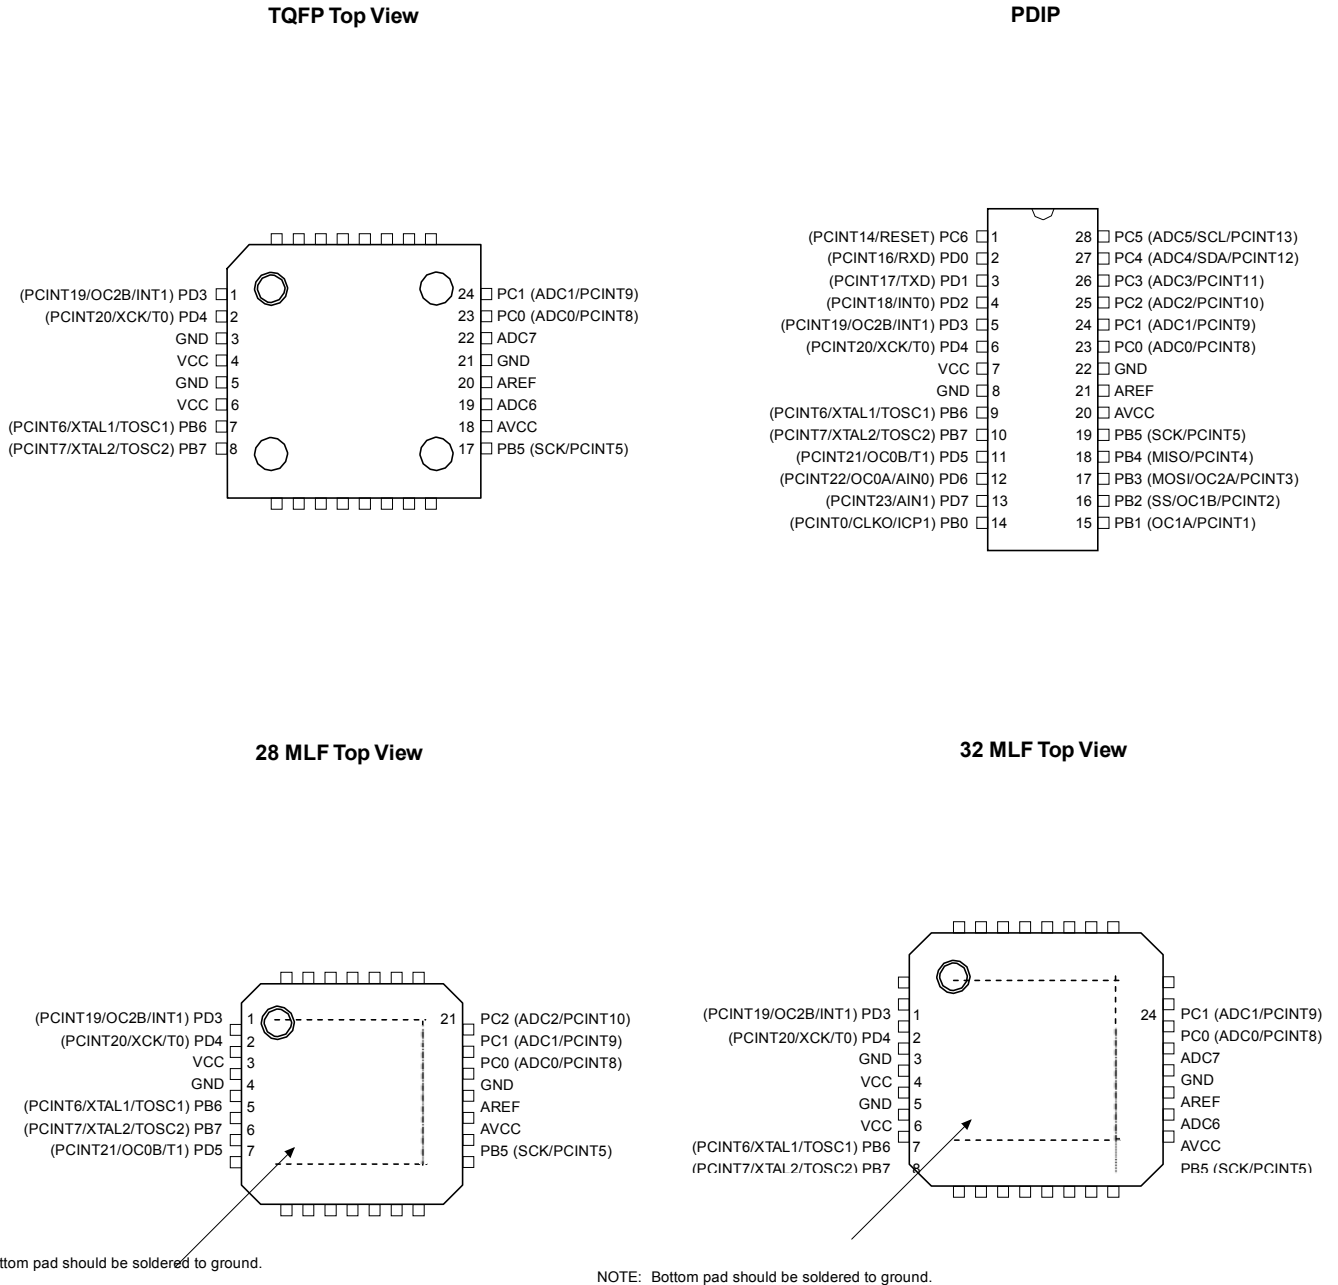 TQFP Top View
(PCINT19/OC2B/INT1) PD3 1
(PCINT20/XCK/T0) PD4 2
GND 3
VCC 4
GND 5
VCC 6
(PCINT6/XTAL1/TOSC1) PB6 7
(PCINT7/XTAL2/TOSC2) PB7 8
24 PC1 (ADC1/PCINT9)
23 PC0 (ADC0/PCINT8)
22 ADC7
21 GND
20 AREF
19 ADC6
18 AVCC
17 PB5 (SCK/PCINT5)
PDIP
(PCINT14/RESET) PC6 1
(PCINT16/RXD) PD0 2
(PCINT17/TXD) PD1 3
(PCINT18/INT0) PD2 4
(PCINT19/OC2B/INT1) PD3 5
(PCINT20/XCK/T0) PD4 6
VCC 7
GND 8
(PCINT6/XTAL1/TOSC1) PB6 9
(PCINT7/XTAL2/TOSC2) PB7 10
(PCINT21/OC0B/T1) PD5 11
(PCINT22/OC0A/AIN0) PD6 12
(PCINT23/AIN1) PD7 13
(PCINT0/CLKO/ICP1) PB0 14
28 PC5 (ADC5/SCL/PCINT13)
27 PC4 (ADC4/SDA/PCINT12)
26 PC3 (ADC3/PCINT11)
25 PC2 (ADC2/PCINT10)
24 PC1 (ADC1/PCINT9)
23 PC0 (ADC0/PCINT8)
22 GND
21 AREF
20 AVCC
19 PB5 (SCK/PCINT5)
18 PB4 (MISO/PCINT4)
17 PB3 (MOSI/OC2A/PCINT3)
16 PB2 (SS/OC1B/PCINT2)
15 PB1 (OC1A/PCINT1)
28 MLF Top View
(PCINT19/OC2B/INT1) PD3 1
(PCINT20/XCK/T0) PD4 2
VCC 3
GND 4
(PCINT6/XTAL1/TOSC1) PB6 5
(PCINT7/XTAL2/TOSC2) PB7 6
(PCINT21/OC0B/T1) PD5 7
21 PC2 (ADC2/PCINT10)
PC1 (ADC1/PCINT9)
PC0 (ADC0/PCINT8)
GND
AREF
AVCC
PB5 (SCK/PCINT5)
ttom pad should be soldered to ground.
32 MLF Top View
(PCINT19/OC2B/INT1) PD3 1
(PCINT20/XCK/T0) PD4 2
GND 3
VCC 4
GND 5
VCC 6
(PCINT6/XTAL1/TOSC1) PB6 7
(PCINT7/XTAL2/TOSC2) PB7 8
24 PC1 (ADC1/PCINT9)
PC0 (ADC0/PCINT8)
ADC7
GND
AREF
ADC6
AVCC
PB5 (SCK/PCINT5)
NOTE: Bottom pad should be soldered to ground.